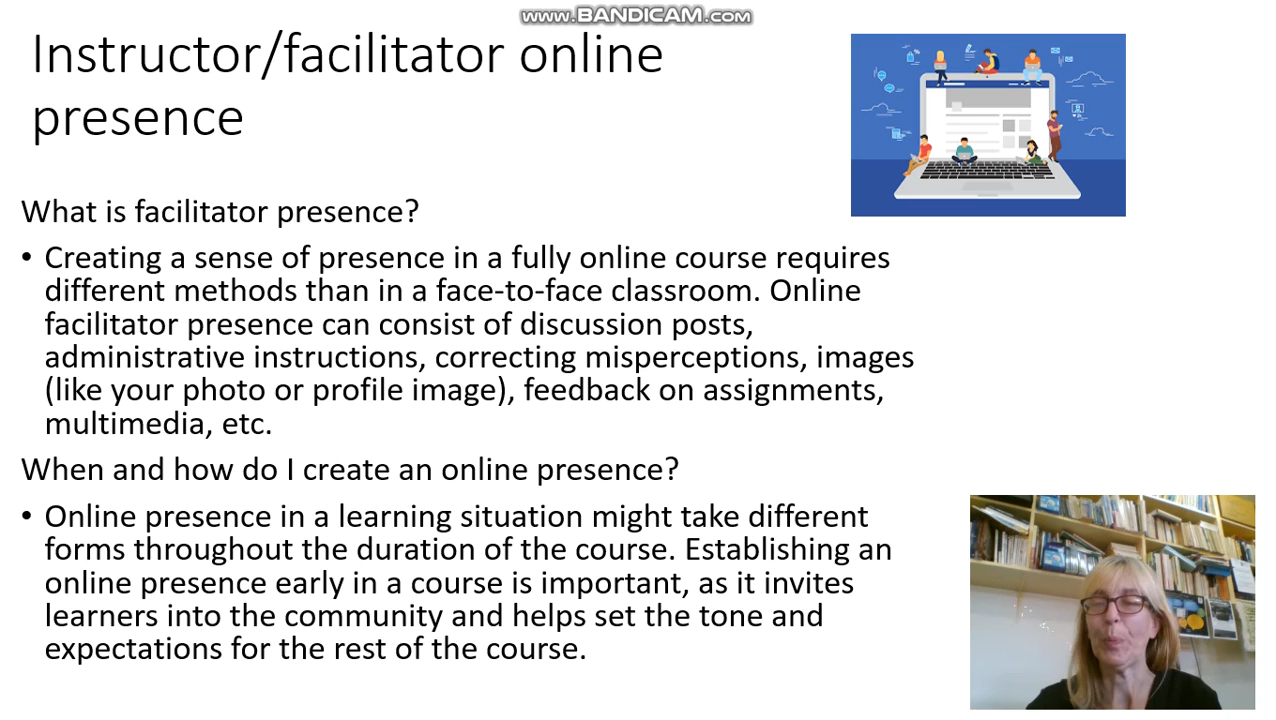 www.BANDICAM.com
Instructor/facilitator online
presence
What is facilitator presence?
• Creating a sense of presence in a fully online course requires
different methods than in a face-to-face classroom. Online
facilitator presence can consist of discussion posts,
administrative instructions, correcting misperceptions, images
(like your photo or profile image), feedback on assignments,
multimedia, etc.
When and how do I create an online presence?
• Online presence in a learning situation might take different
forms throughout the duration of the course. Establishing an
online presence early in a course is important, as it invites
learners into the community and helps set the tone and
expectations for the rest of the course.